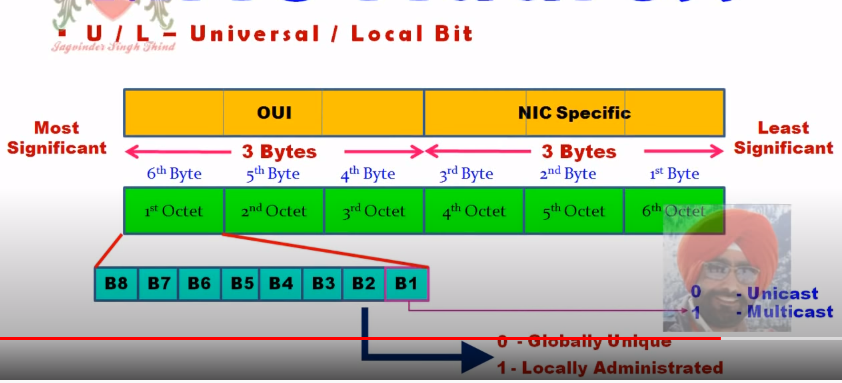 U / L – Universal / Local Bit
Jagvinder Singh Thind
OUI NIC Specific
Most Significant
Least Significant
3 Bytes 3 Bytes
6th Byte 5th Byte 4th Byte 3rd Byte 2nd Byte 1st Byte
1st Octet 2nd Octet 3rd Octet 4th Octet 5th Octet 6th Octet
B8 B7 B6 B5 B4 B3 B2 B1
0 - Unicast
1 - Multicast
0 - Globally Unique
1 - Locally Administrated